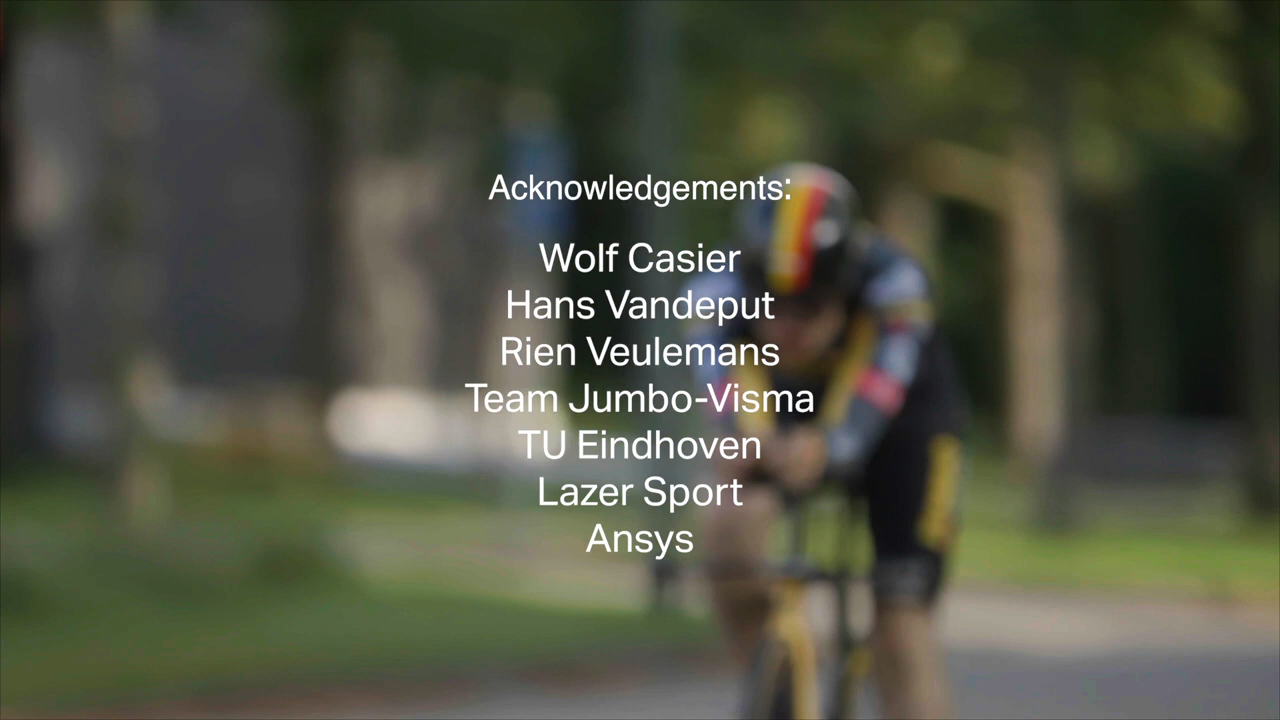 Acknowledgements:
Wolf Casier
Hans Vandeput
Rien Veulemans
Team Jumbo-Visma
TU Eindhoven
Lazer Sport
Ansys